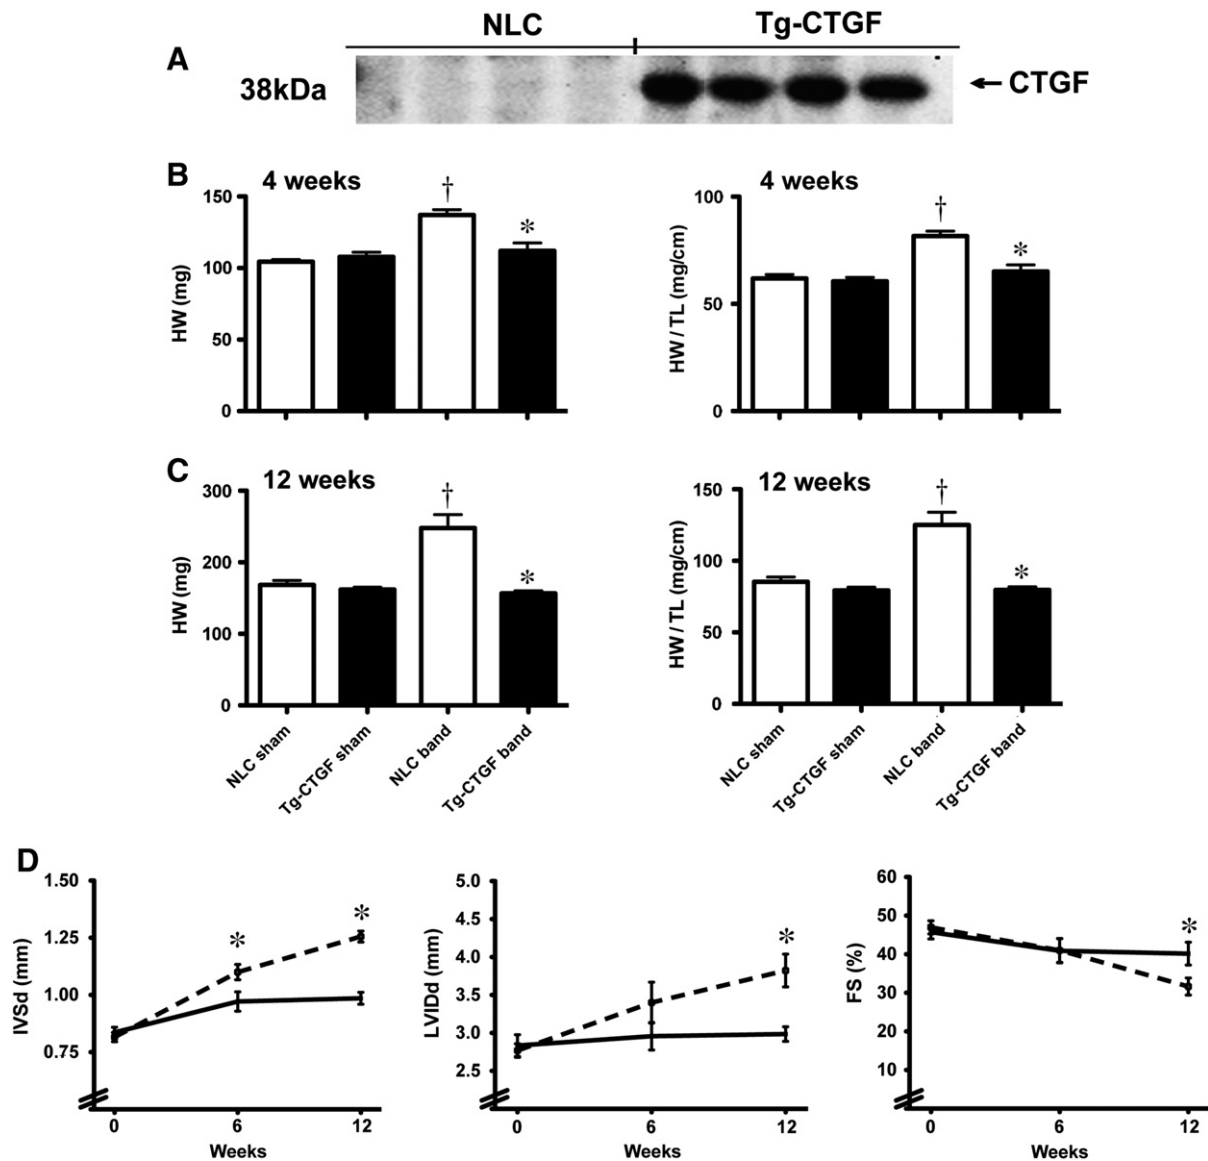 NLC Tg-CTGF
A
38kDa ← CTGF
B
4 weeks 4 weeks
† * † *
HW (mg)
150
100
50
0
HW / TL (mg/cm)
100
50
0
C
12 weeks 12 weeks
† * † *
HW (mg)
300
200
100
0
HW / TL (mg/cm)
150
100
50
0
NLC sham
Tg-CTGF sham
NLC band
Tg-CTGF band
NLC sham
Tg-CTGF sham
NLC band
Tg-CTGF band
D
IVSd (mm)
1.50
1.25
1.00
0.75
* *
0 6 12
Weeks
LVIDd (mm)
5.0
4.5
4.0
3.5
3.0
2.5
*
0 6 12
Weeks
FS (%)
60
50
40
30
20
10
*
0 6 12
Weeks